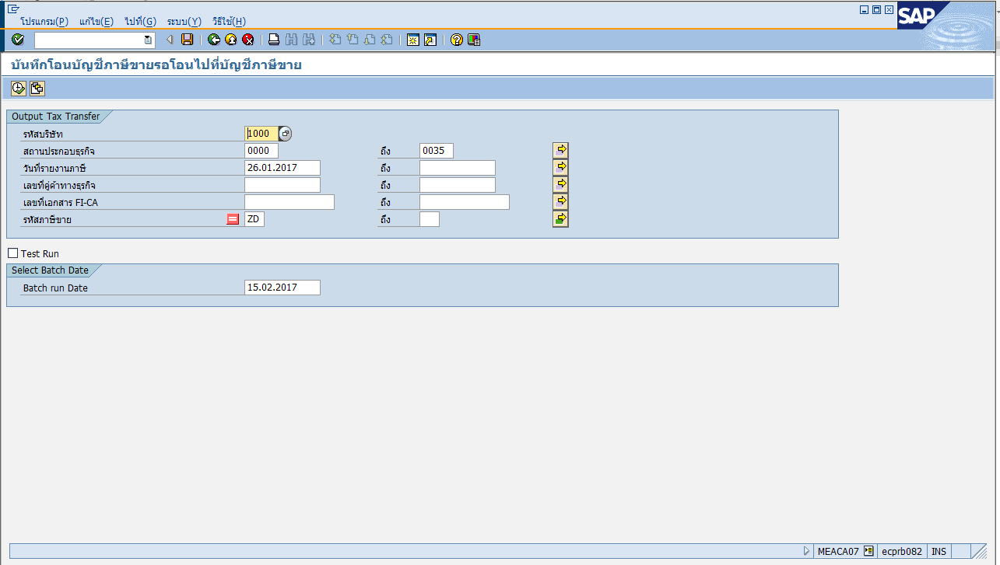 โปรแกรม(P) แก้ไข(E) ไปที่(G) ระบบ(Y) วิธีใช้(H)
SAP
บันทึกโอนบัญชีภาษีขายรอโอนไปที่บัญชีภาษีขาย
Output Tax Transfer
รหัสบริษัท 1000
สถานประกอบธุรกิจ 0000 ถึง 0035
วันที่รายงานภาษี 26.01.2017 ถึง
เลขที่คู่ค้าทางธุรกิจ ถึง
เลขที่เอกสาร FI-CA ถึง
รหัสภาษีขาย ZD ถึง
Test Run
Select Batch Date
Batch run Date 15.02.2017
MEACA07 ecprb082 INS